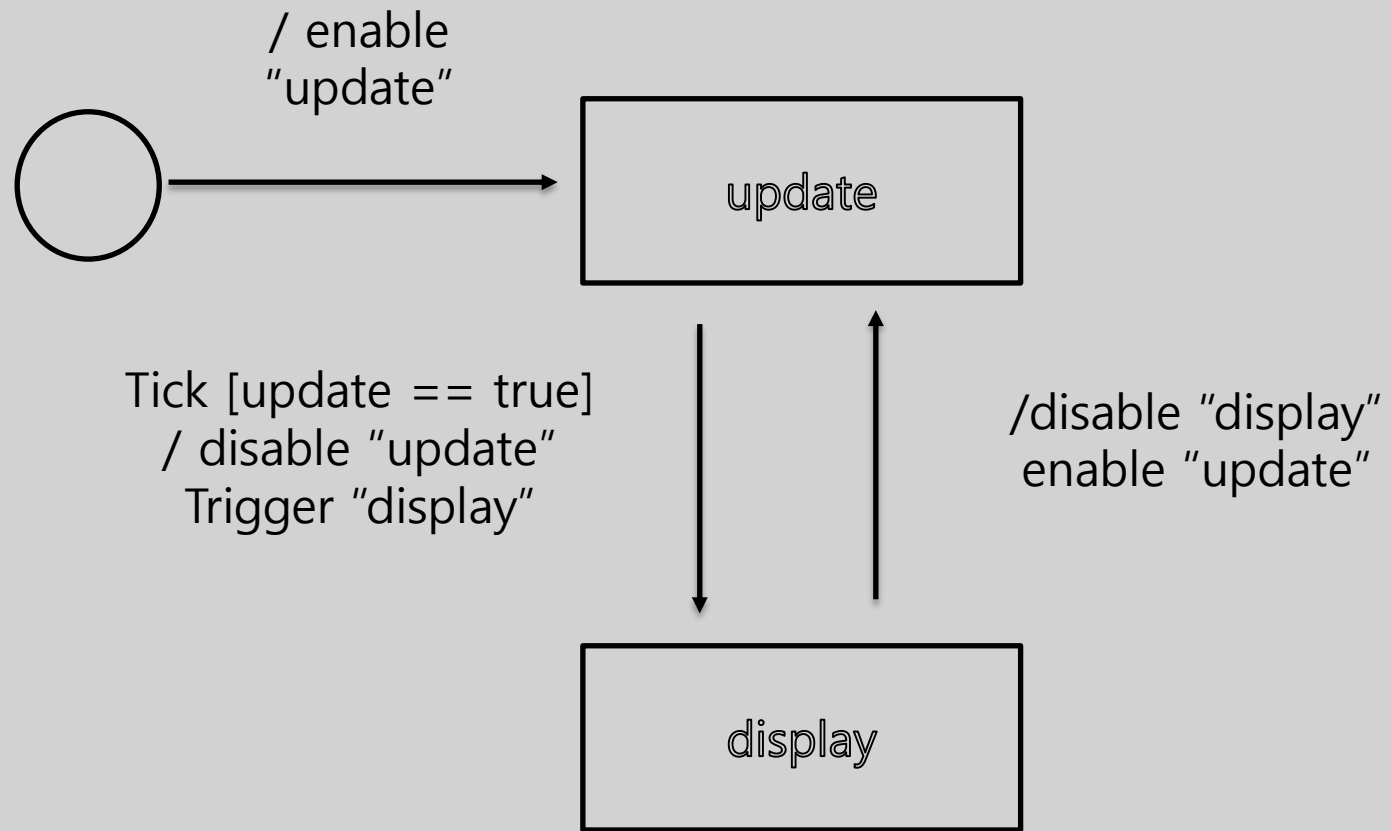 / enable
"update"
update
Tick [update == true]
/ disable “update”
Trigger “display”
/disable “display”
enable “update”
display